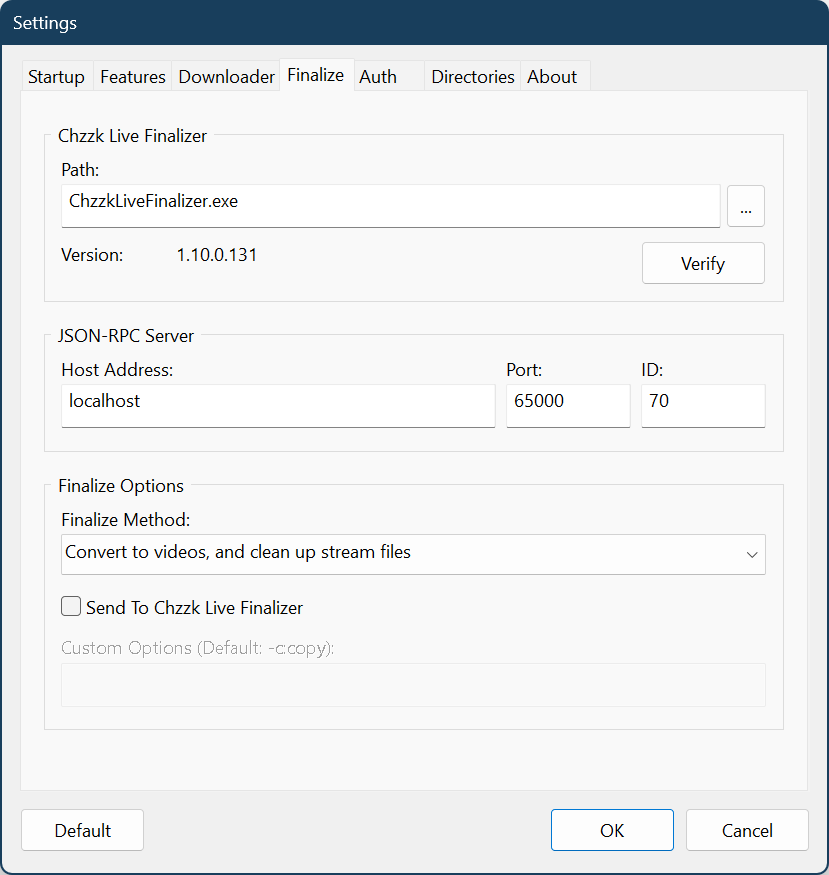 Settings
Startup Features Downloader Finalize Auth Directories About
Chzzk Live Finalizer
Path:
ChzzkLiveFinalizer.exe ...
Version: 1.10.0.131
Verify
JSON-RPC Server
Host Address: Port: ID:
localhost 65000 70
Finalize Options
Finalize Method:
Convert to videos, and clean up stream files
Send To Chzzk Live Finalizer
Custom Options (Default: -c:copy):
Default OK Cancel